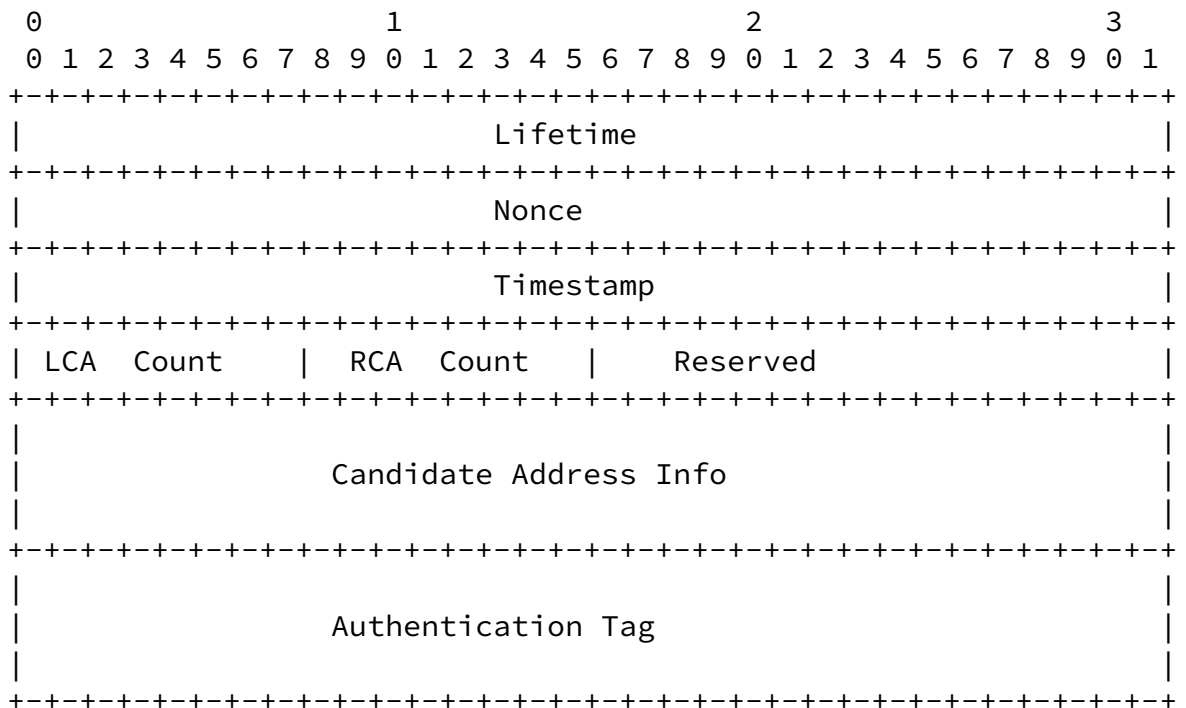 0                   1                   2                   3
 0 1 2 3 4 5 6 7 8 9 0 1 2 3 4 5 6 7 8 9 0 1 2 3 4 5 6 7 8 9 0 1
+-+-+-+-+-+-+-+-+-+-+-+-+-+-+-+-+-+-+-+-+-+-+-+-+-+-+-+-+-+-+-+-+
|                          Lifetime                             |
+-+-+-+-+-+-+-+-+-+-+-+-+-+-+-+-+-+-+-+-+-+-+-+-+-+-+-+-+-+-+-+-+
|                          Nonce                                |
+-+-+-+-+-+-+-+-+-+-+-+-+-+-+-+-+-+-+-+-+-+-+-+-+-+-+-+-+-+-+-+-+
|                          Timestamp                            |
+-+-+-+-+-+-+-+-+-+-+-+-+-+-+-+-+-+-+-+-+-+-+-+-+-+-+-+-+-+-+-+-+
| LCA  Count    |  RCA  Count   |    Reserved                   |
+-+-+-+-+-+-+-+-+-+-+-+-+-+-+-+-+-+-+-+-+-+-+-+-+-+-+-+-+-+-+-+-+
|                                                               |
|                 Candidate Address Info                        |
|                                                               |
+-+-+-+-+-+-+-+-+-+-+-+-+-+-+-+-+-+-+-+-+-+-+-+-+-+-+-+-+-+-+-+-+
|                                                               |
|                 Authentication Tag                            |
|                                                               |
+-+-+-+-+-+-+-+-+-+-+-+-+-+-+-+-+-+-+-+-+-+-+-+-+-+-+-+-+-+-+-+-+